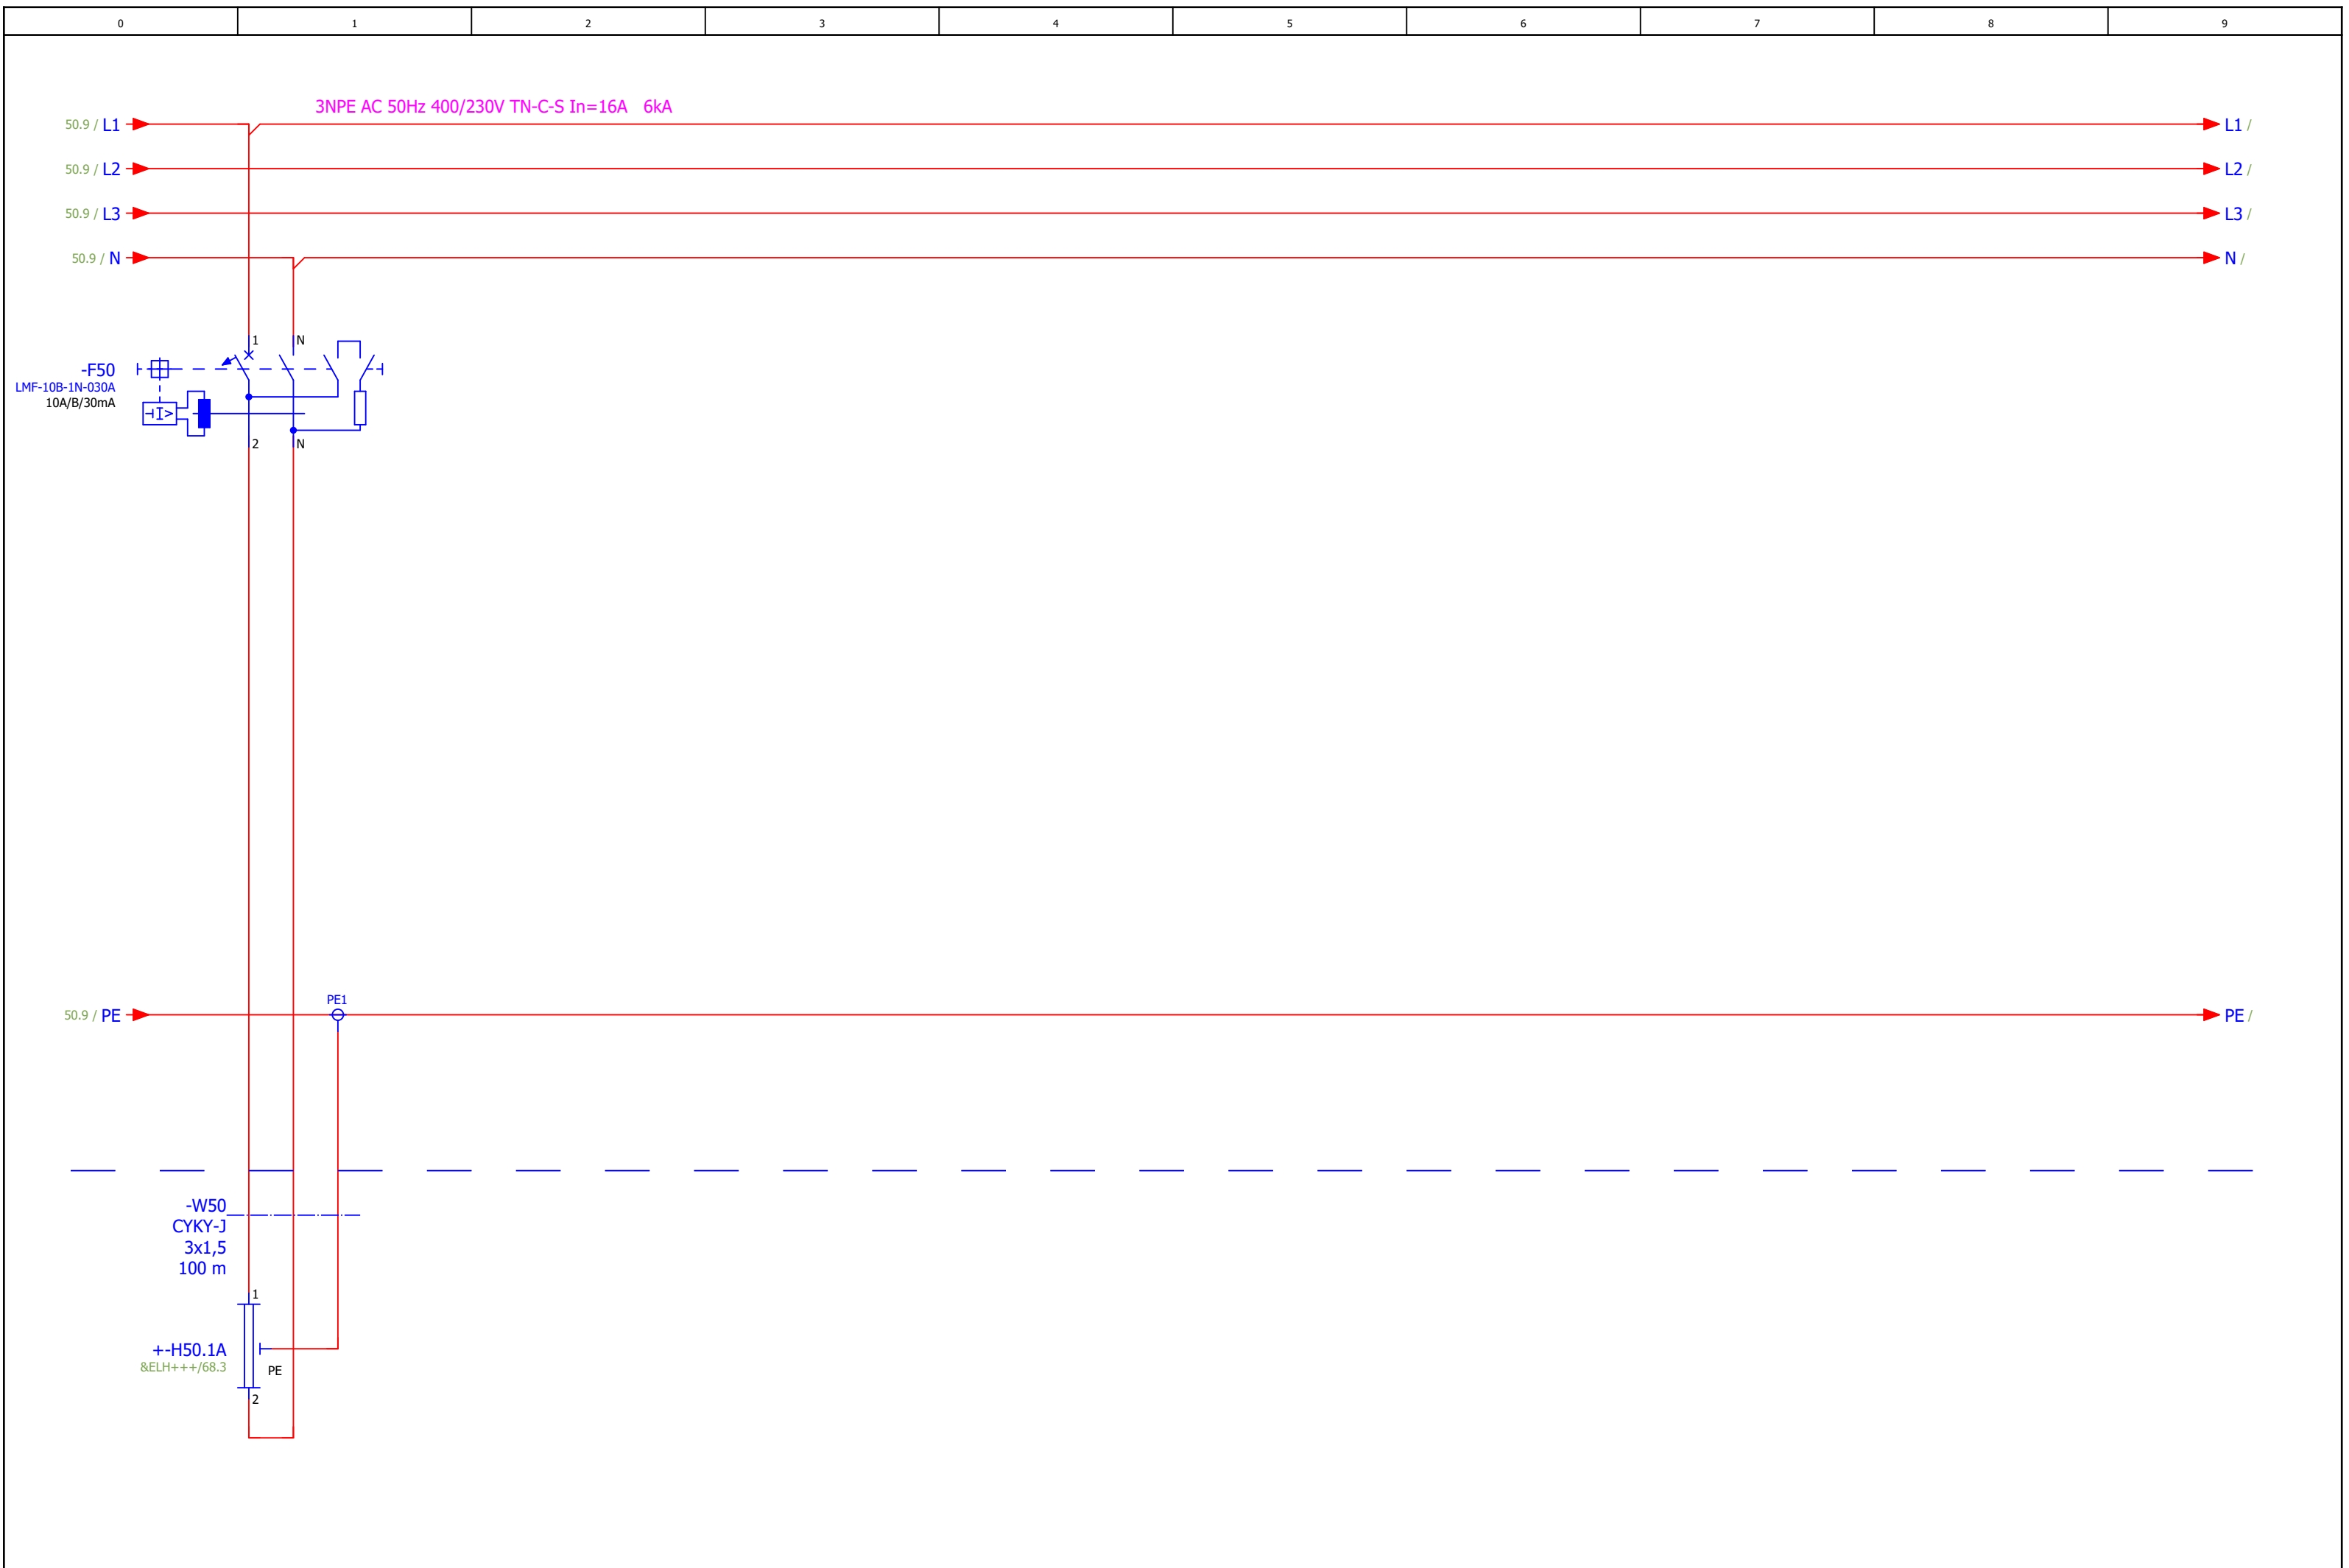 0 1 2 3 4 5 6 7 8 9
3NPE AC 50Hz 400/230V TN-C-S In=16A 6kA
50.9 / L1 L1 /
50.9 / L2 L2 /
50.9 / L3 L3 /
50.9 / N N /
1 N
-F50
LMF-10B-1N-030A
10A/B/30mA
I>
2 N
PE1
50.9 / PE PE /
-W50
CYKY-J
3x1,5
100 m
1
+-H50.1A
&ELH+++/68.3
PE
2